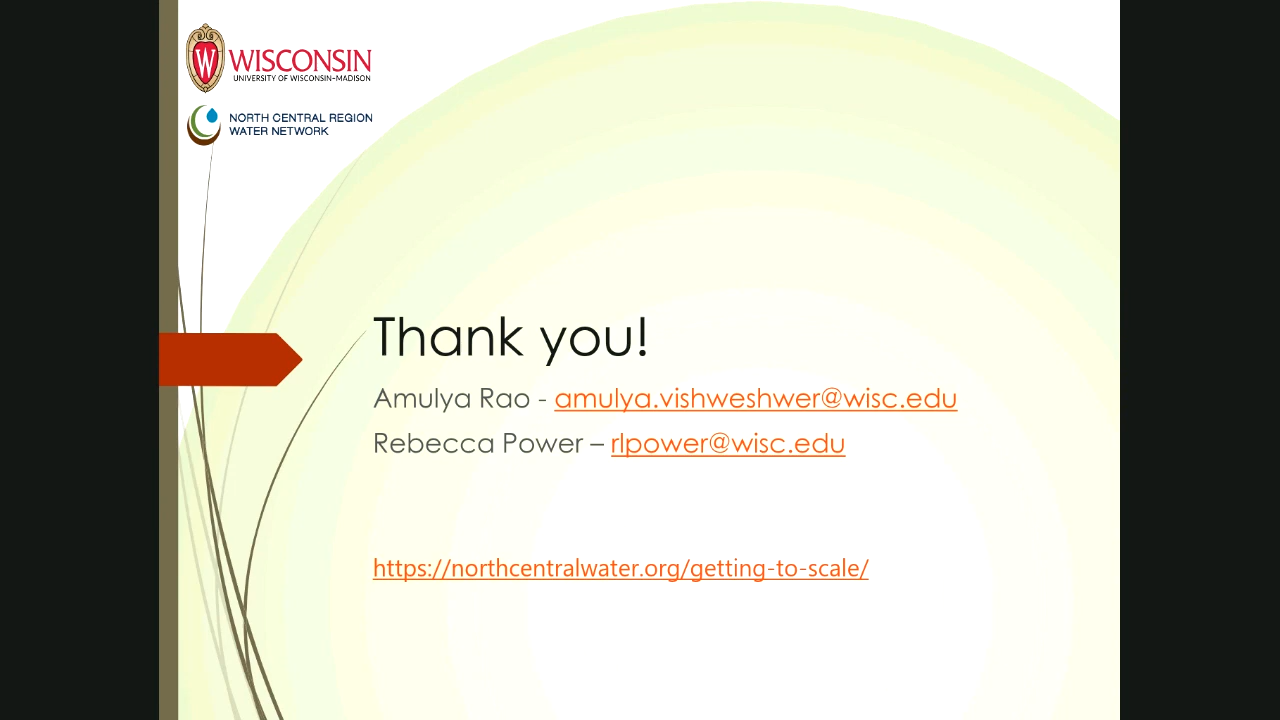 W
WISCONSIN
UNIVERSITY OF WISCONSIN–MADISON
NORTH CENTRAL REGION
WATER NETWORK
Thank you!
Amulya Rao - amulya.vishweshwer@wisc.edu
Rebecca Power – rlpower@wisc.edu
https://northcentralwater.org/getting-to-scale/